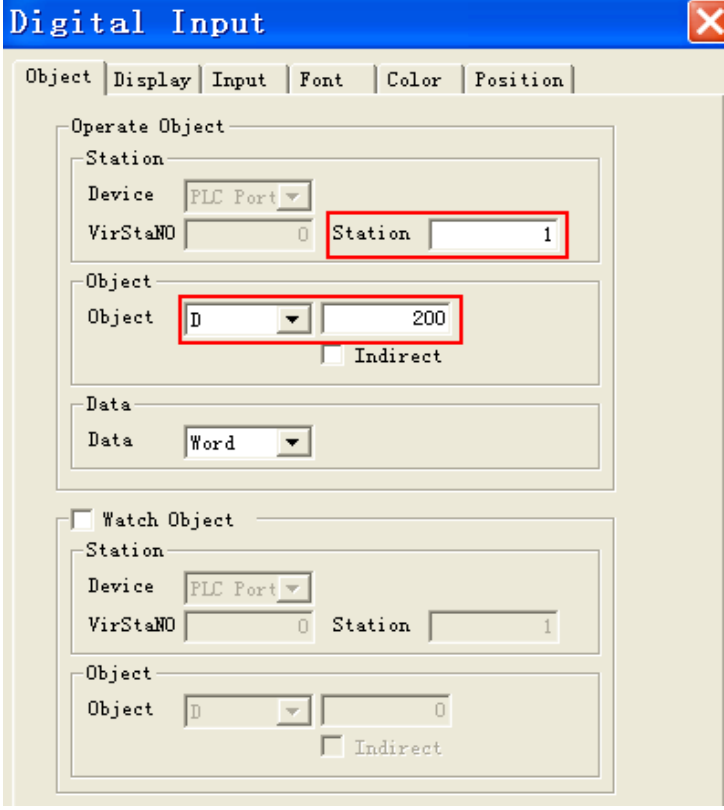 Digital Input
Object Display Input Font Color Position
Operate Object
Station
Device PLC Port
VirStaNO 0 Station 1
Object
Object D 200
Indirect
Data
Data Word
Watch Object
Station
Device PLC Port
VirStaNO 0 Station 1
Object
Object D 0
Indirect